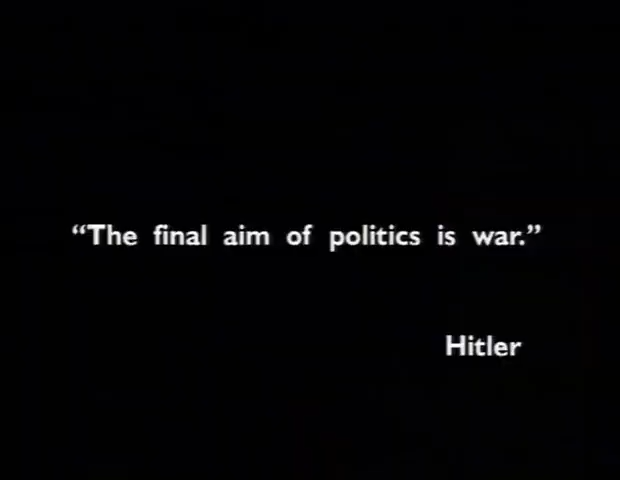 “The final aim of politics is war.”
Hitler